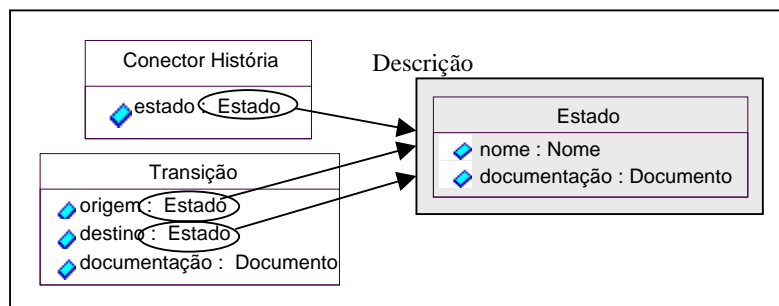 Conector História
estado : Estado
Transição
origem : Estado
destino : Estado
documentação : Documento
Descrição
Estado
nome : Nome
documentação : Documento